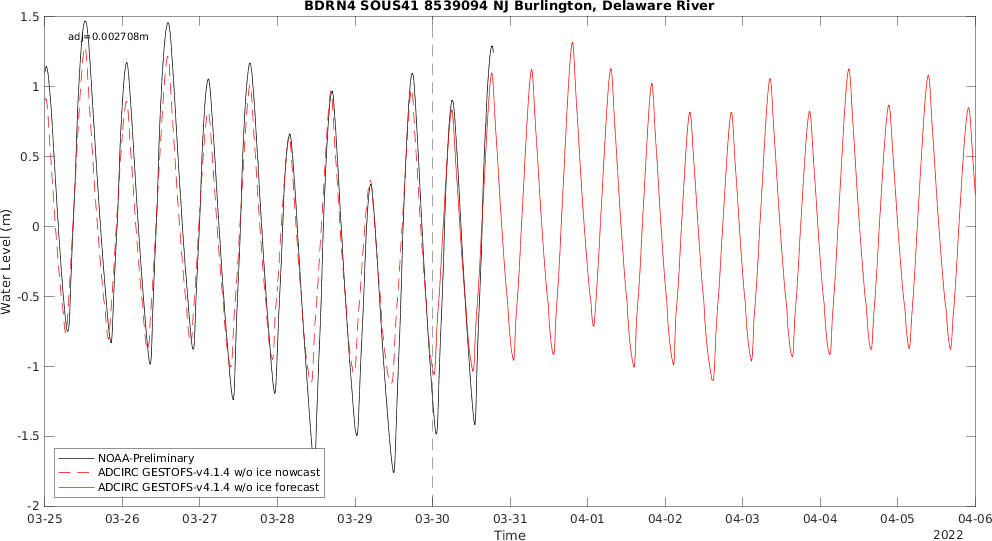 BDRN4 SOUS41 8539094 NJ Burlington, Delaware River
adj=0.002708m
Water Level (m)
1.5
1
0.5
0
-0.5
-1
-1.5
-2
NOAA-Preliminary
ADCIRC GESTOFS-v4.1.4 w/o ice nowcast
ADCIRC GESTOFS-v4.1.4 w/o ice forecast
03-25 03-26 03-27 03-28 03-29 03-30 03-31 04-01 04-02 04-03 04-04 04-05 04-06
Time
2022